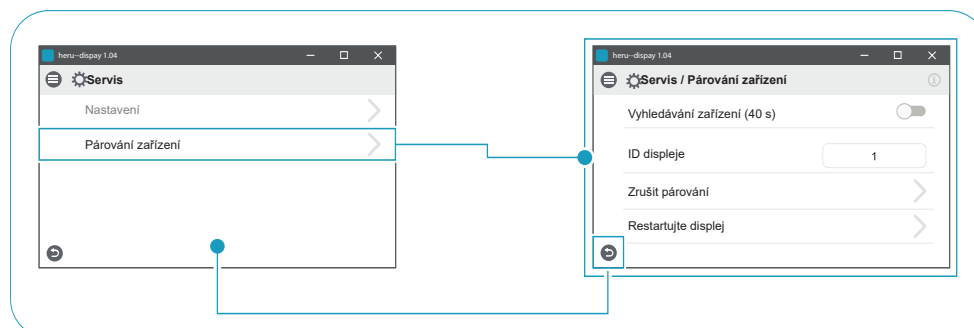 heru–dispay 1.04
Servis
Nastavení
Párování zařízení
heru–dispay 1.04
Servis / Párování zařízení
Vyhledávání zařízení (40 s)
ID displeje 1
Zrušit párování
Restartujte displej